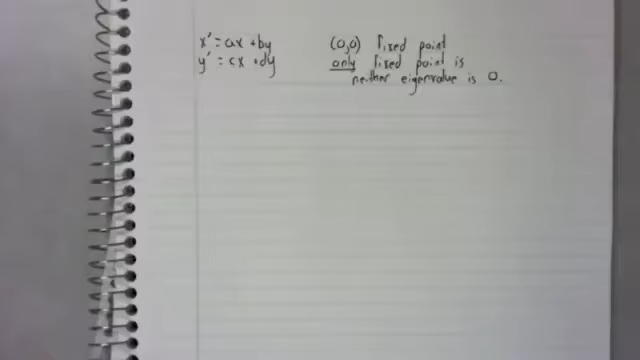 x' = ax + by
y' = cx + dy
(0,0) fixed point
only fixed point is
neither eigenvalue is 0.